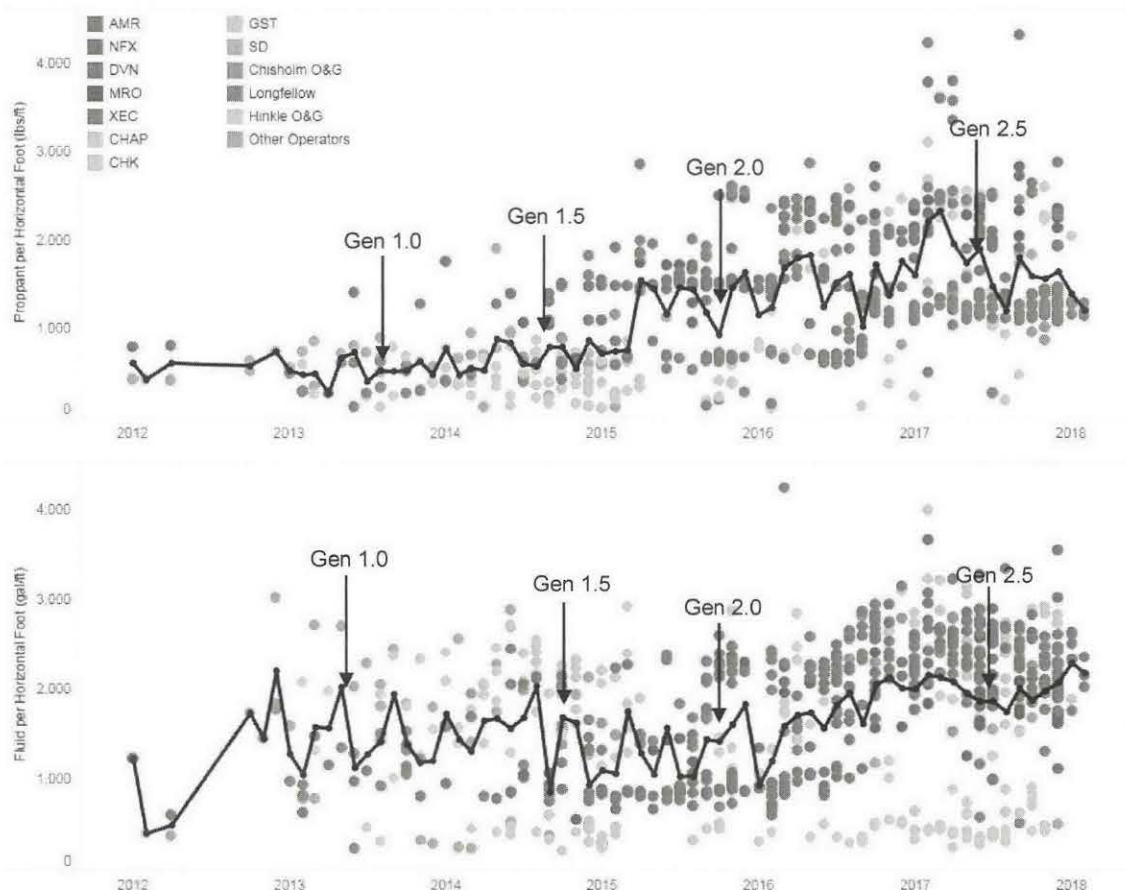 AMR
NFX
DVN
MRO
XEC
CHAP
CHK
GST
SD
Chisholm O&G
Longfellow
Hinkle O&G
Other Operators
Proppant per Horizontal Foot (lbs/ft)
4.000
3.000
2.000
1.000
0
Gen 1.0
Gen 1.5
Gen 2.0
Gen 2.5
2012
2013
2014
2015
2016
2017
2018
Fluid per Horizontal Foot (gal/ft)
4.000
3.000
2.000
1.000
0
Gen 1.0
Gen 1.5
Gen 2.0
Gen 2.5
2012
2013
2014
2015
2016
2017
2018